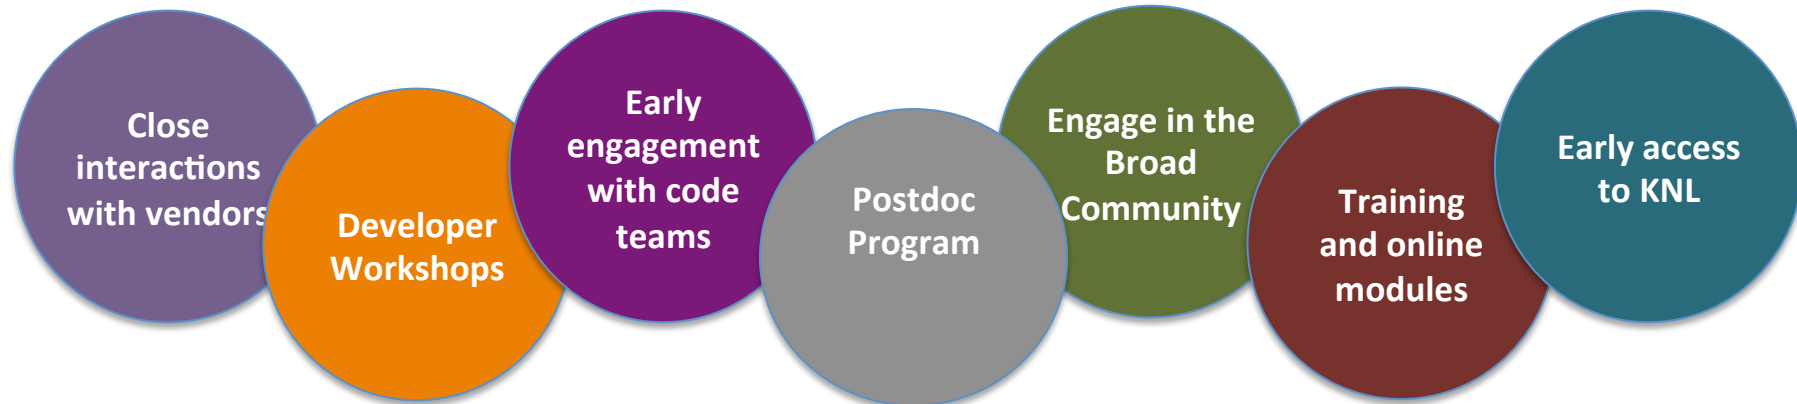 Close
interactions
with vendors
Developer
Workshops
Early
engagement
with code
teams
Postdoc
Program
Engage in the
Broad
Community
Training
and online
modules
Early access
to KNL